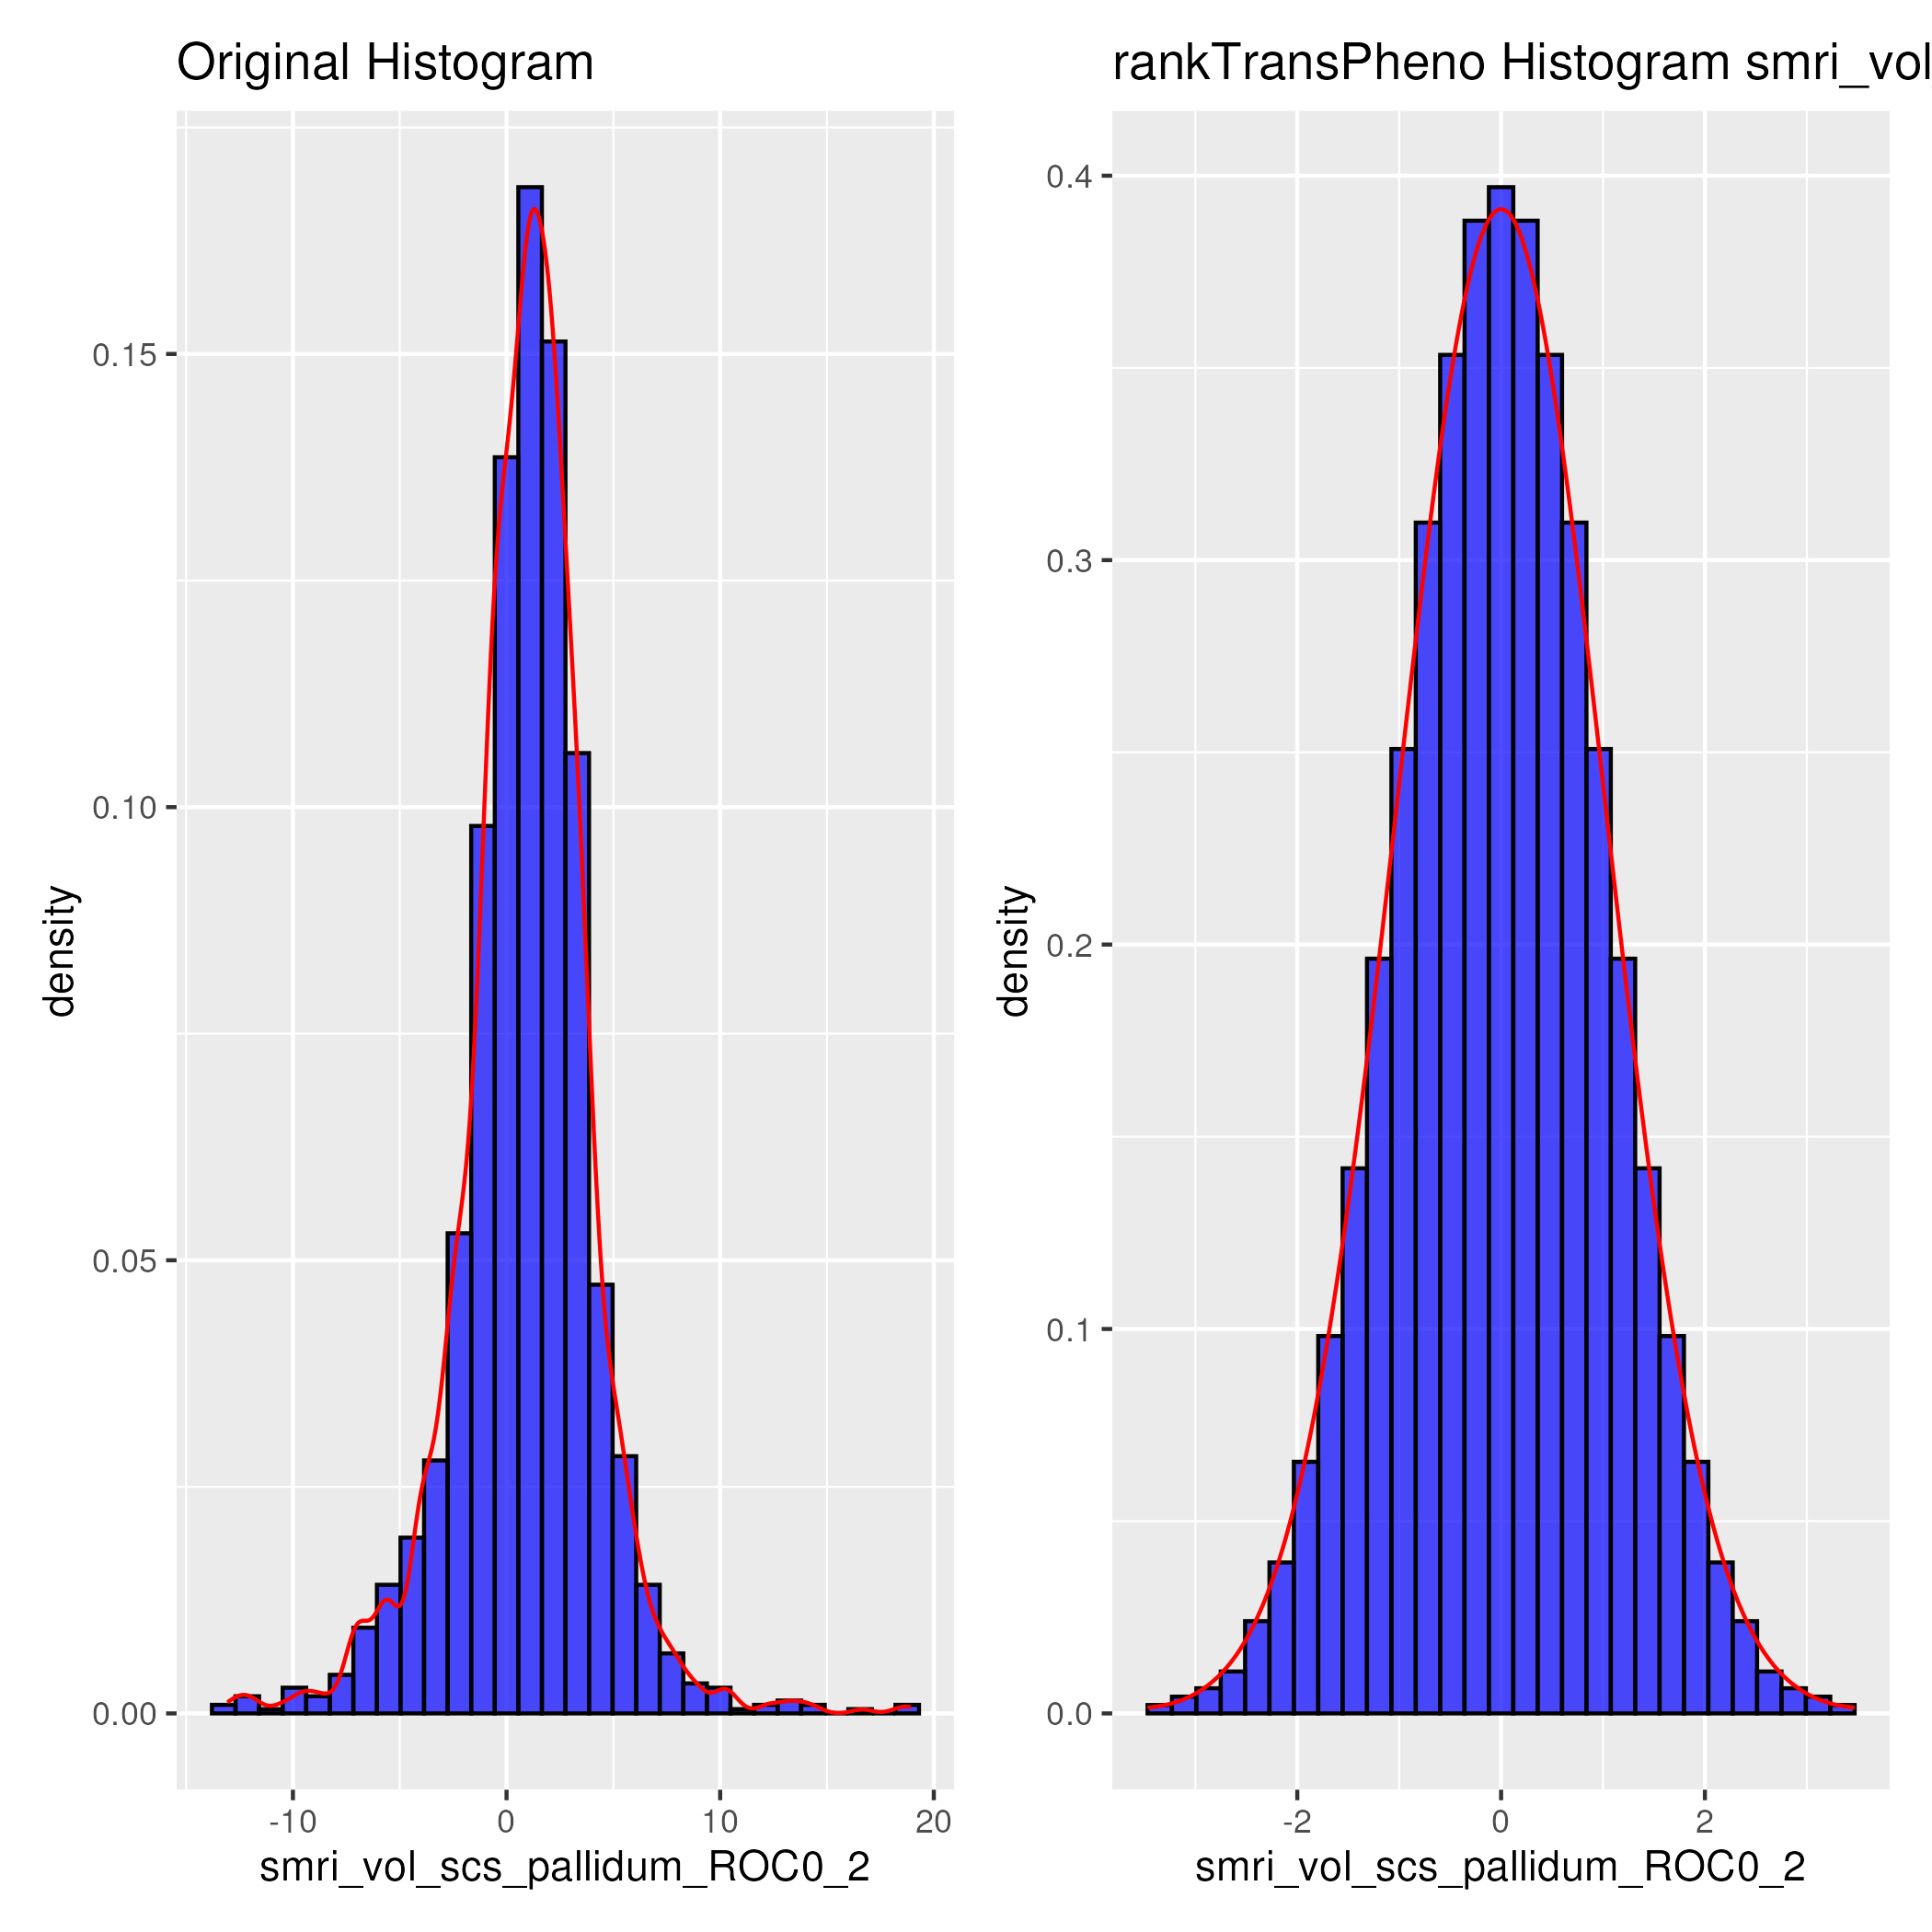 Original Histogram
density
0.15
0.10
0.05
0.00
-10 0 10 20
smri_vol_scs_pallidum_ROC0_2
rankTransPheno Histogram smri_vol_
density
0.4
0.3
0.2
0.1
0.0
-2 0 2
smri_vol_scs_pallidum_ROC0_2